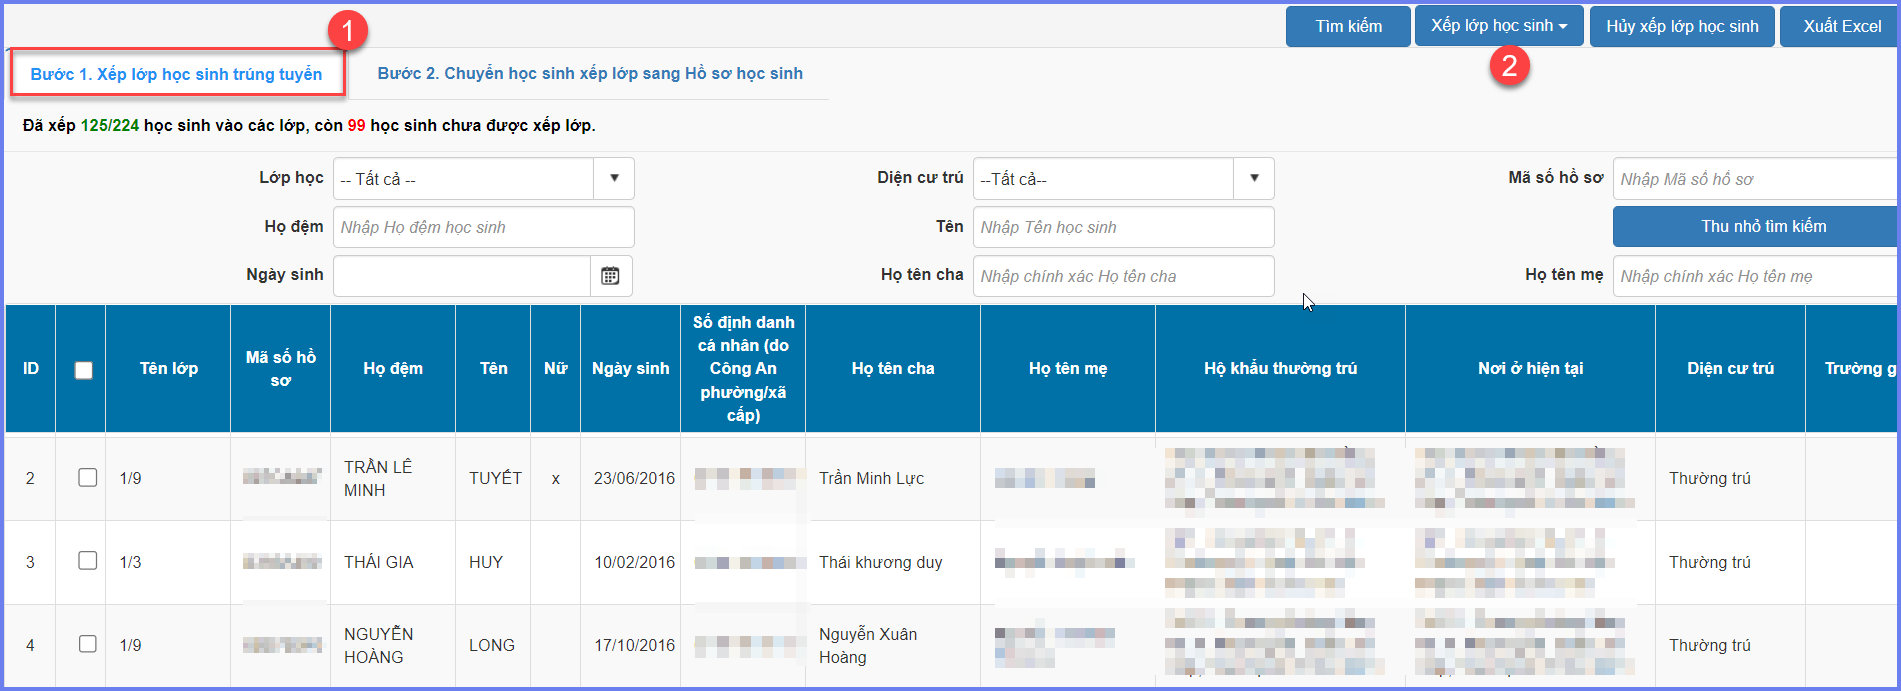 1
Tìm kiếm
Xếp lớp học sinh
Hủy xếp lớp học sinh
Xuất Excel
2
Bước 1. Xếp lớp học sinh trúng tuyển
Bước 2. Chuyển học sinh xếp lớp sang Hồ sơ học sinh
Đã xếp 125/224 học sinh vào các lớp, còn 99 học sinh chưa được xếp lớp.
Lớp học
-- Tất cả --
Diện cư trú
--Tất cả--
Mã số hồ sơ
Nhập Mã số hồ sơ
Họ đệm
Nhập Họ đệm học sinh
Tên
Nhập Tên học sinh
Thu nhỏ tìm kiếm
Ngày sinh
Họ tên cha
Nhập chính xác Họ tên cha
Họ tên mẹ
Nhập chính xác Họ tên mẹ
ID
Tên lớp
Mã số hồ
sơ
Họ đệm
Tên
Nữ
Ngày sinh
Số định danh
cá nhân (do
Công An
phường/xã
cấp)
Họ tên cha
Họ tên mẹ
Hộ khẩu thường trú
Nơi ở hiện tại
Diện cư trú
Trường g
2
1/9
TRẦN LÊ
MINH
TUYẾT
x
23/06/2016
Trần Minh Lực
Thường trú
3
1/3
THÁI GIA
HUY
10/02/2016
Thái khương duy
Thường trú
4
1/9
NGUYỄN
HOÀNG
LONG
17/10/2016
Nguyễn Xuân
Hoàng
Thường trú